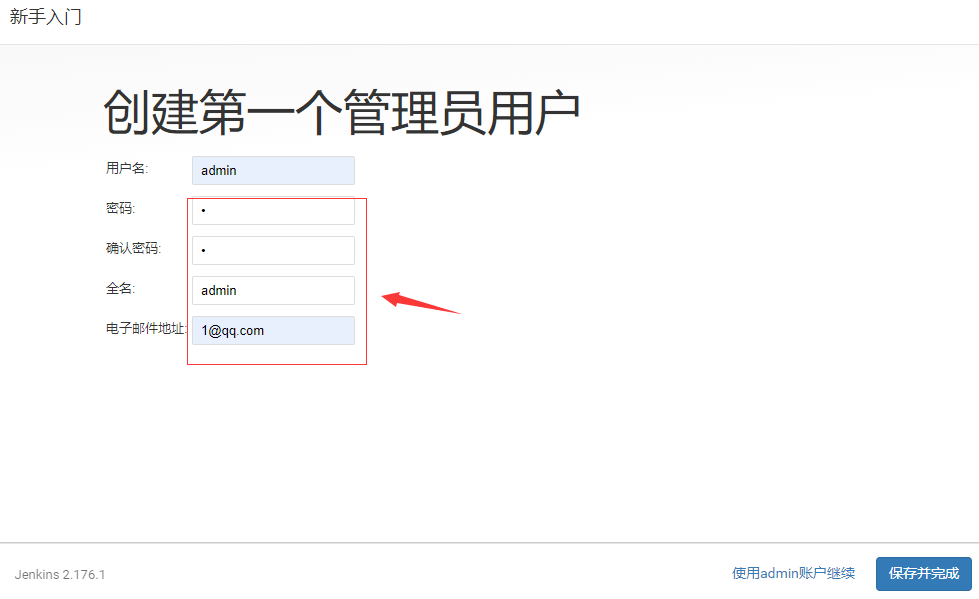 新手入门
创建第一个管理员用户
用户名: admin
密码: •
确认密码: •
全名: admin
电子邮件地址: 1@qq.com
Jenkins 2.176.1 使用admin账户继续 保存并完成